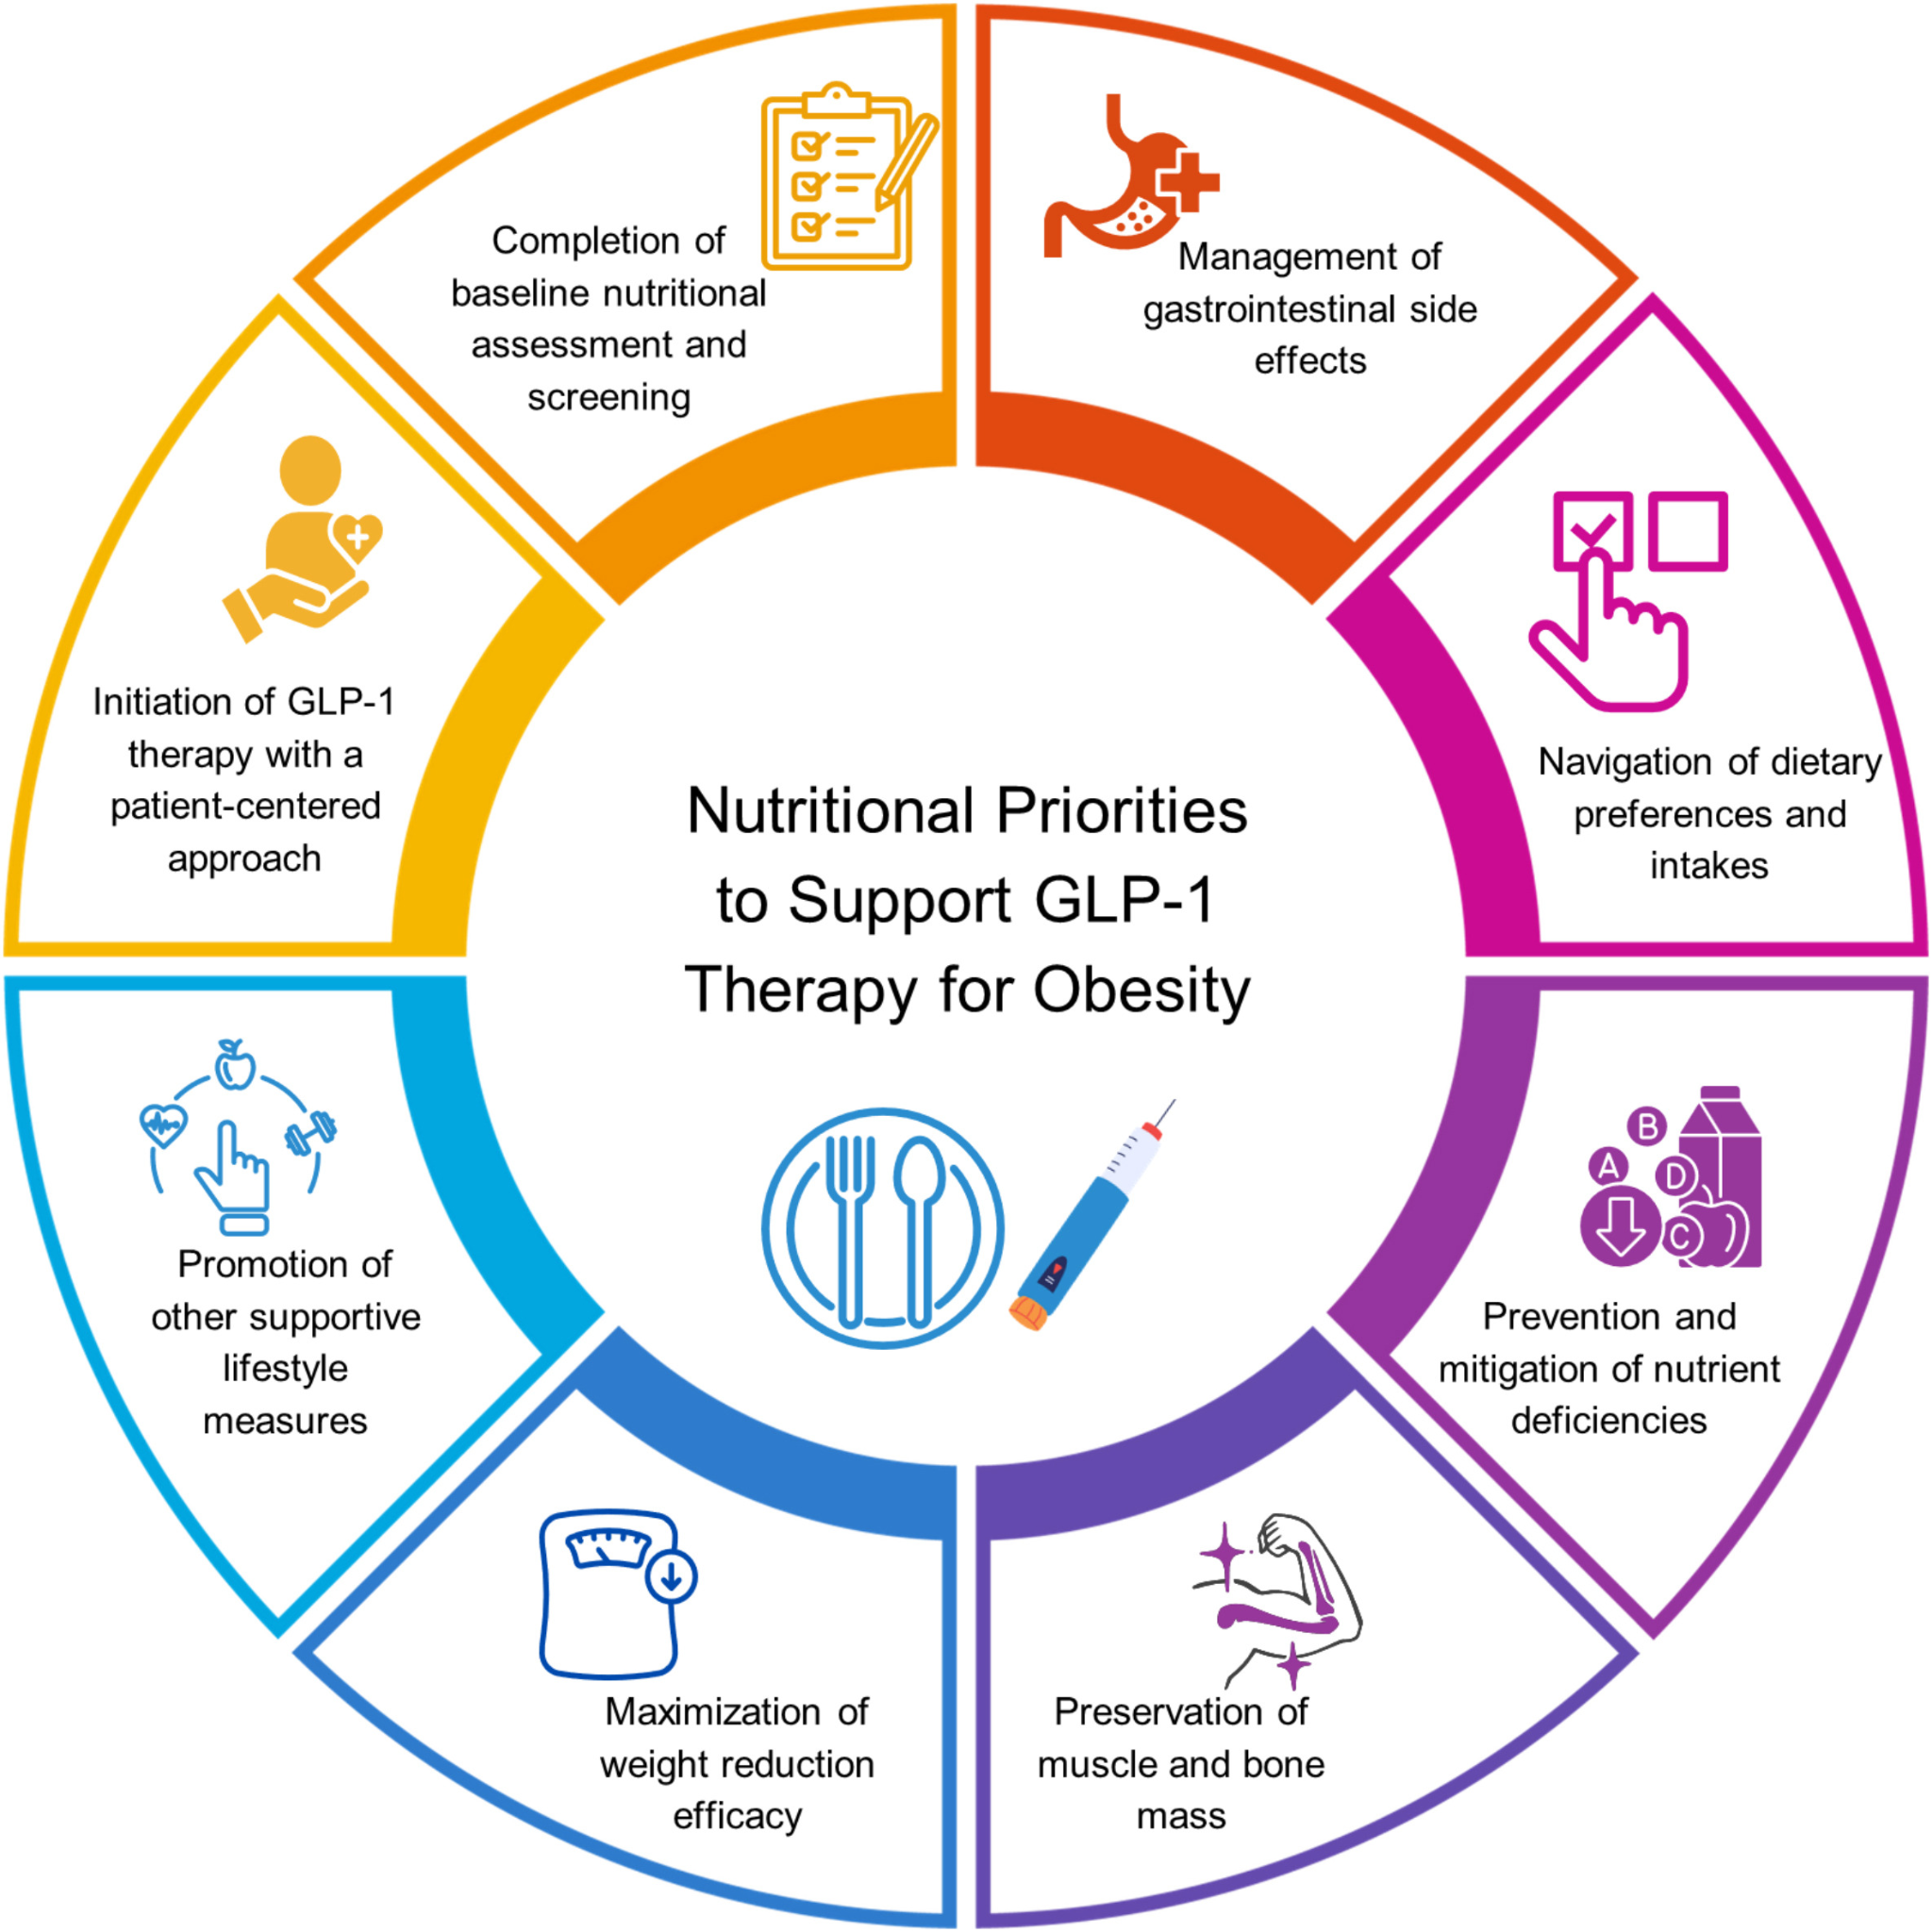 Completion of
baseline nutritional
assessment and
screening
Management of
gastrointestinal side
effects
Initiation of GLP-1
therapy with a
patient-centered
approach
Navigation of dietary
preferences and
intakes
Nutritional Priorities
to Support GLP-1
Therapy for Obesity
B
A
D
C
Prevention and
mitigation of nutrient
deficiencies
Promotion of
other supportive
lifestyle
measures
Maximization of
weight reduction
efficacy
Preservation of
muscle and bone
mass